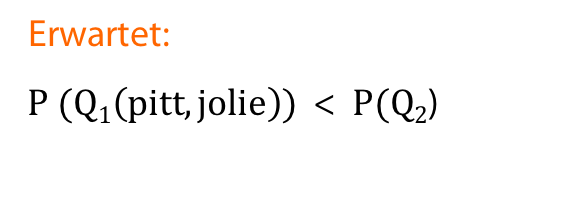 Erwartet:
P (Q₁(pitt, jolie)) < P(Q₂)